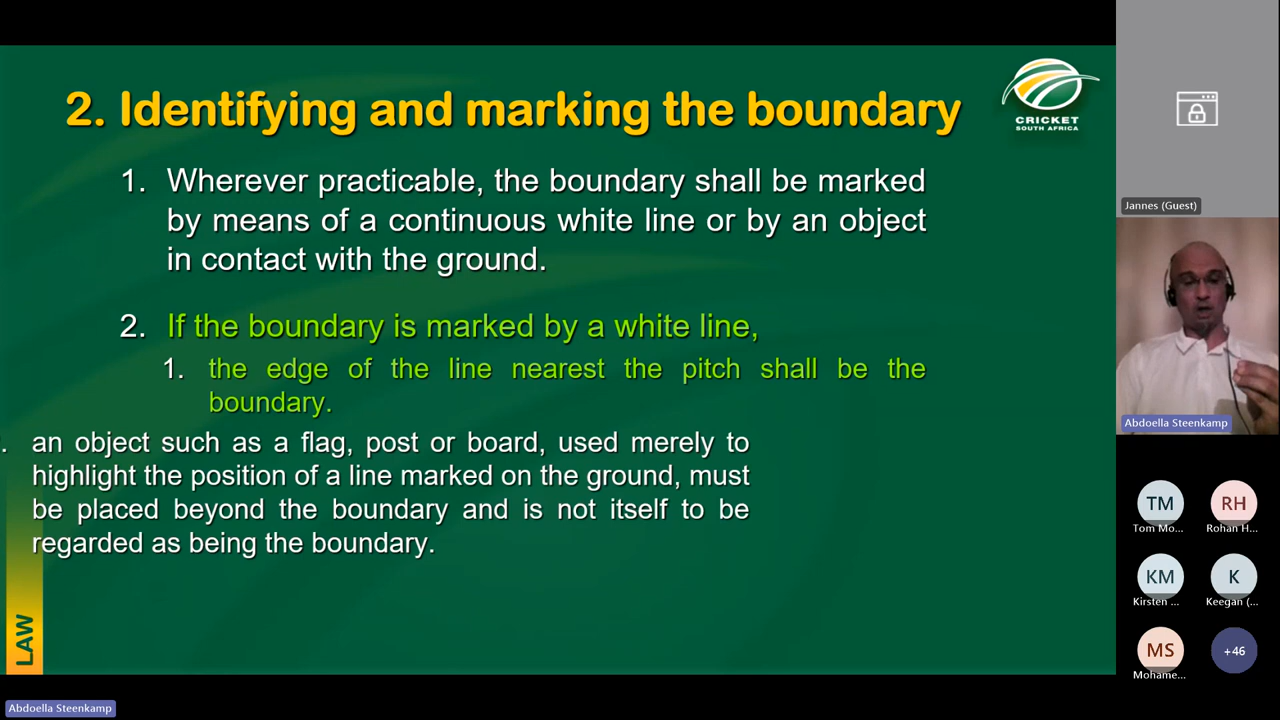 2. Identifying and marking the boundary
CRICKET
SOUTH AFRICA
1. Wherever practicable, the boundary shall be marked
by means of a continuous white line or by an object
in contact with the ground.
2. If the boundary is marked by a white line,
1. the edge of the line nearest the pitch shall be the
boundary.
. an object such as a flag, post or board, used merely to
highlight the position of a line marked on the ground, must
be placed beyond the boundary and is not itself to be
regarded as being the boundary.
LAW
Abdoella Steenkamp
Jannes (Guest)
Abdoella Steenkamp
TM
RH
Tom Mo...
Rohan H...
KM
K
Kirsten ...
Keegan (...
MS
+46
Mohame...